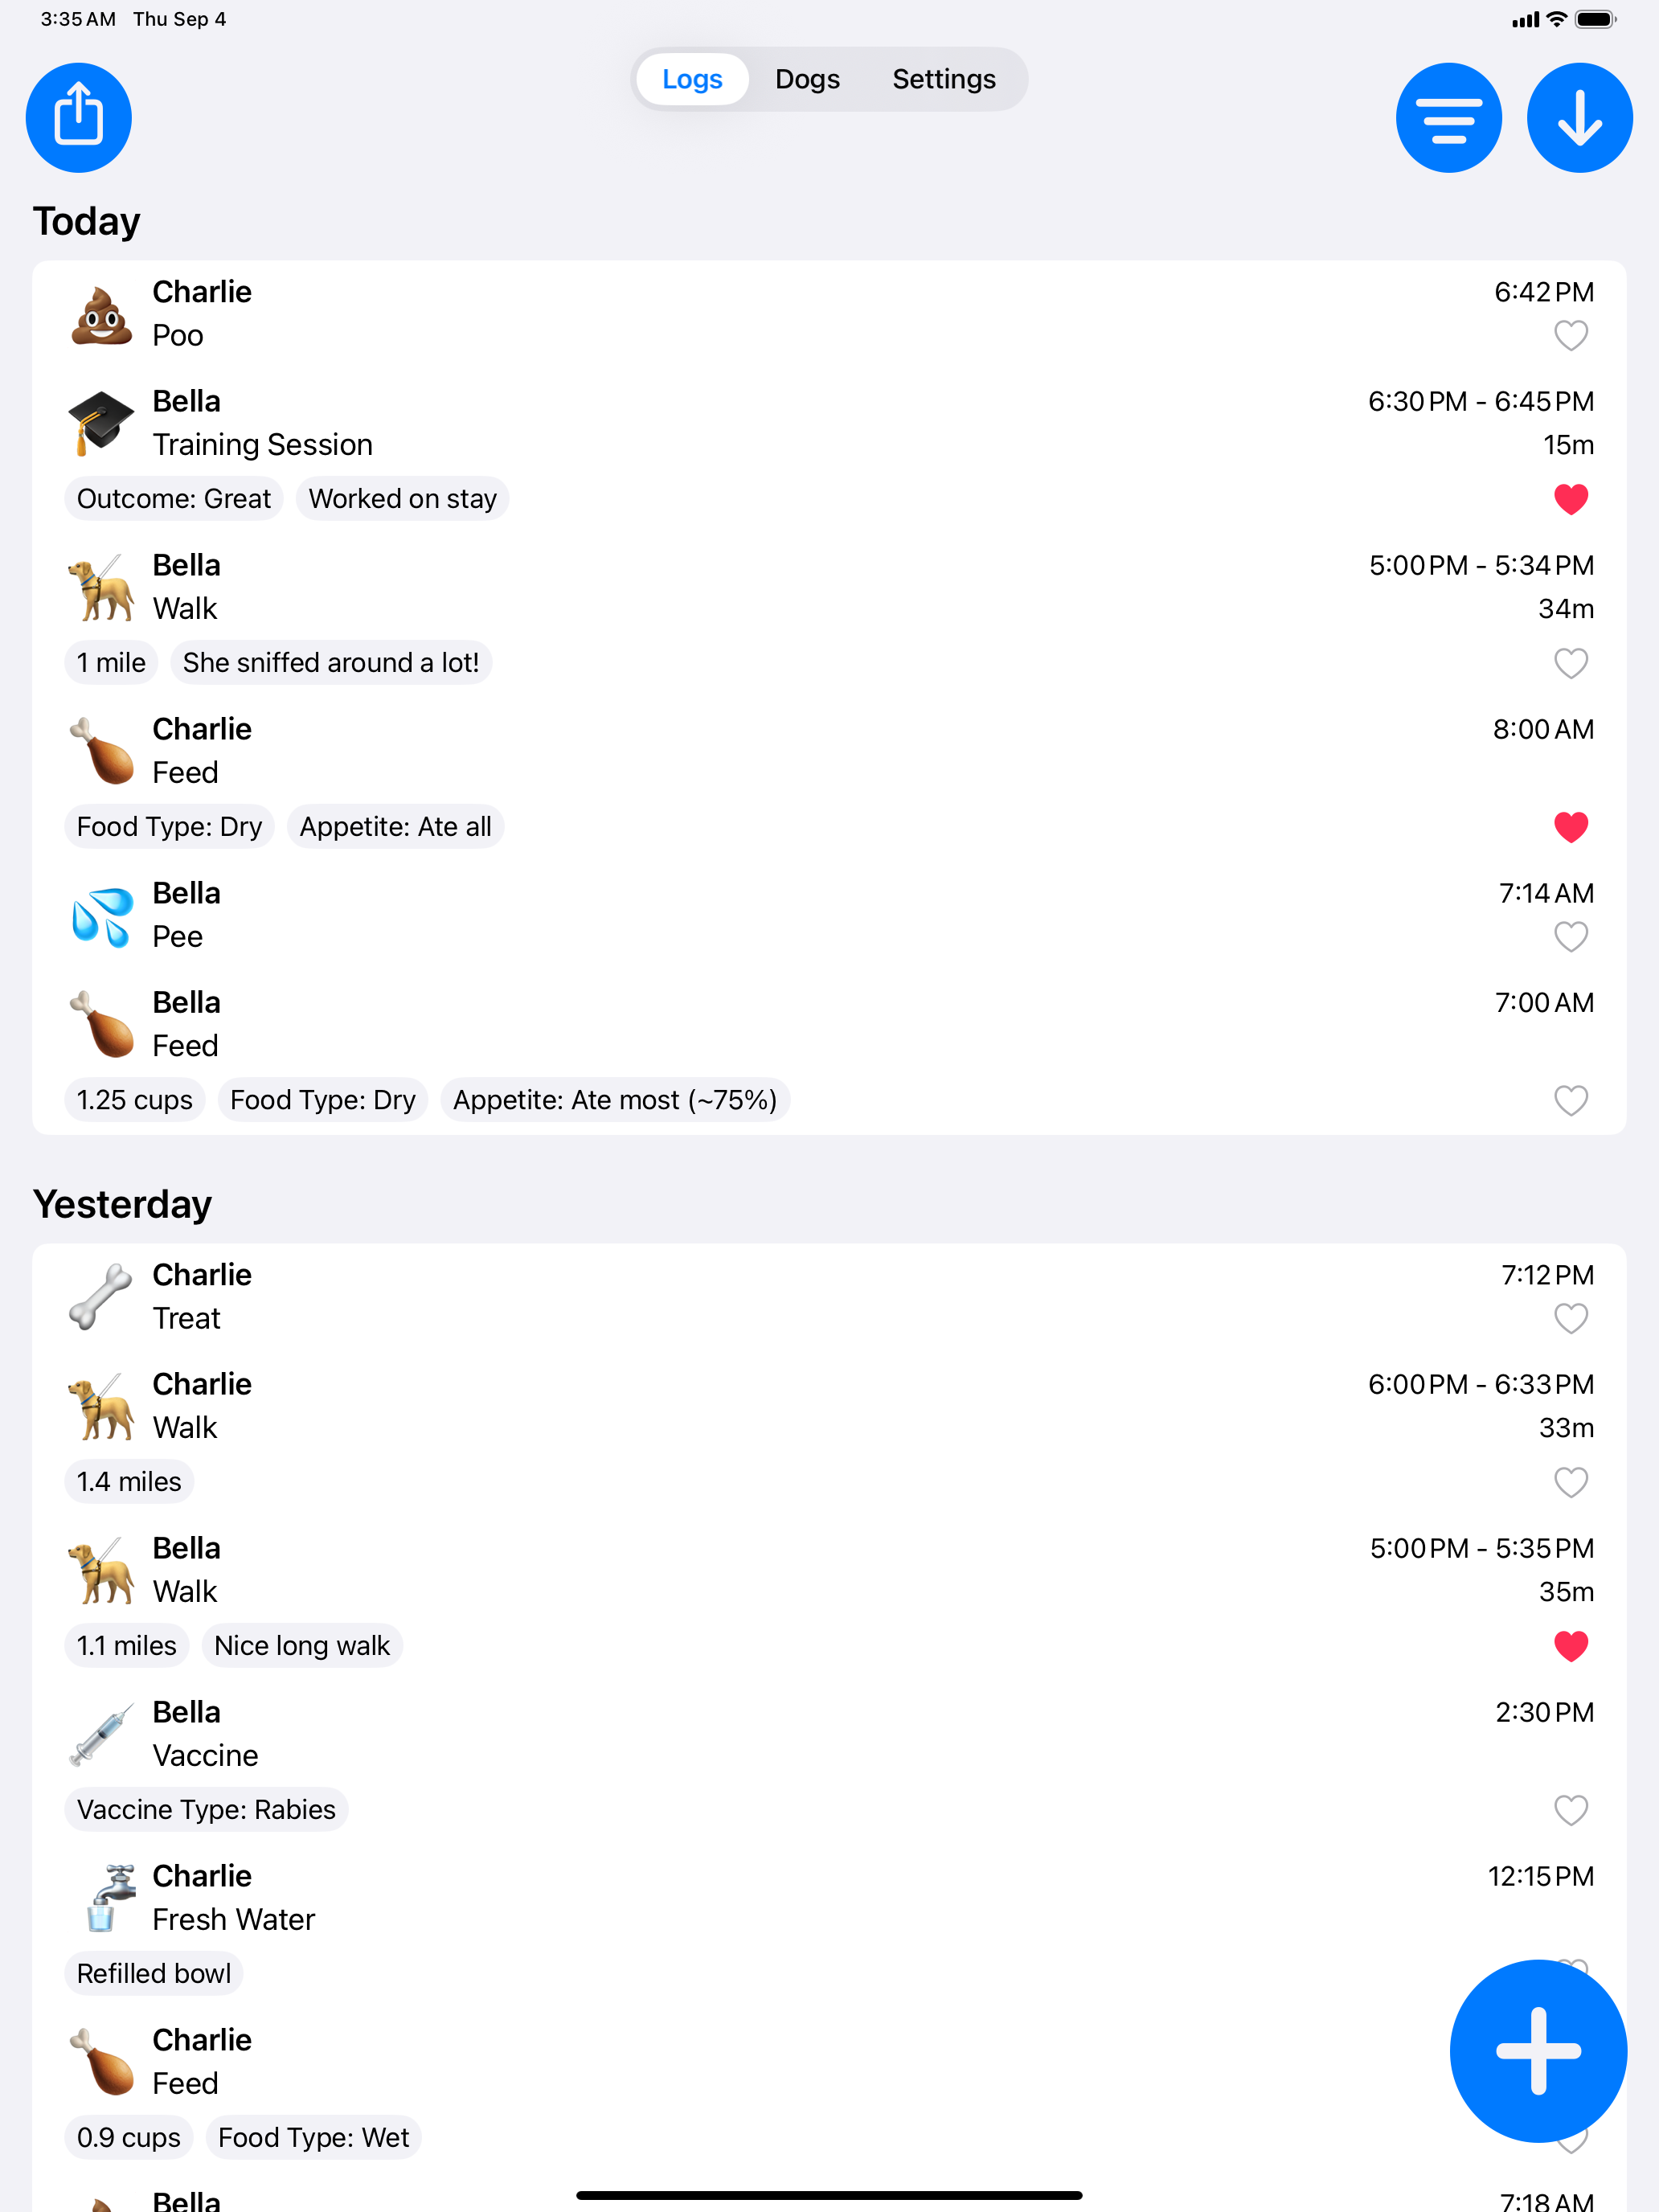 3:35 AM Thu Sep 4
Logs Dogs Settings
Today
Charlie 6:42 PM
Poo
Bella 6:30 PM - 6:45 PM
Training Session 15m
Outcome: Great Worked on stay
Bella 5:00 PM - 5:34 PM
Walk 34m
1 mile She sniffed around a lot!
Charlie 8:00 AM
Feed
Food Type: Dry Appetite: Ate all
Bella 7:14 AM
Pee
Bella 7:00 AM
Feed
1.25 cups Food Type: Dry Appetite: Ate most (~75%)
Yesterday
Charlie 7:12 PM
Treat
Charlie 6:00 PM - 6:33 PM
Walk 33m
1.4 miles
Bella 5:00 PM - 5:35 PM
Walk 35m
1.1 miles Nice long walk
Bella 2:30 PM
Vaccine
Vaccine Type: Rabies
Charlie 12:15 PM
Fresh Water
Refilled bowl
Charlie
Feed
0.9 cups Food Type: Wet
Bella 7:18 AM